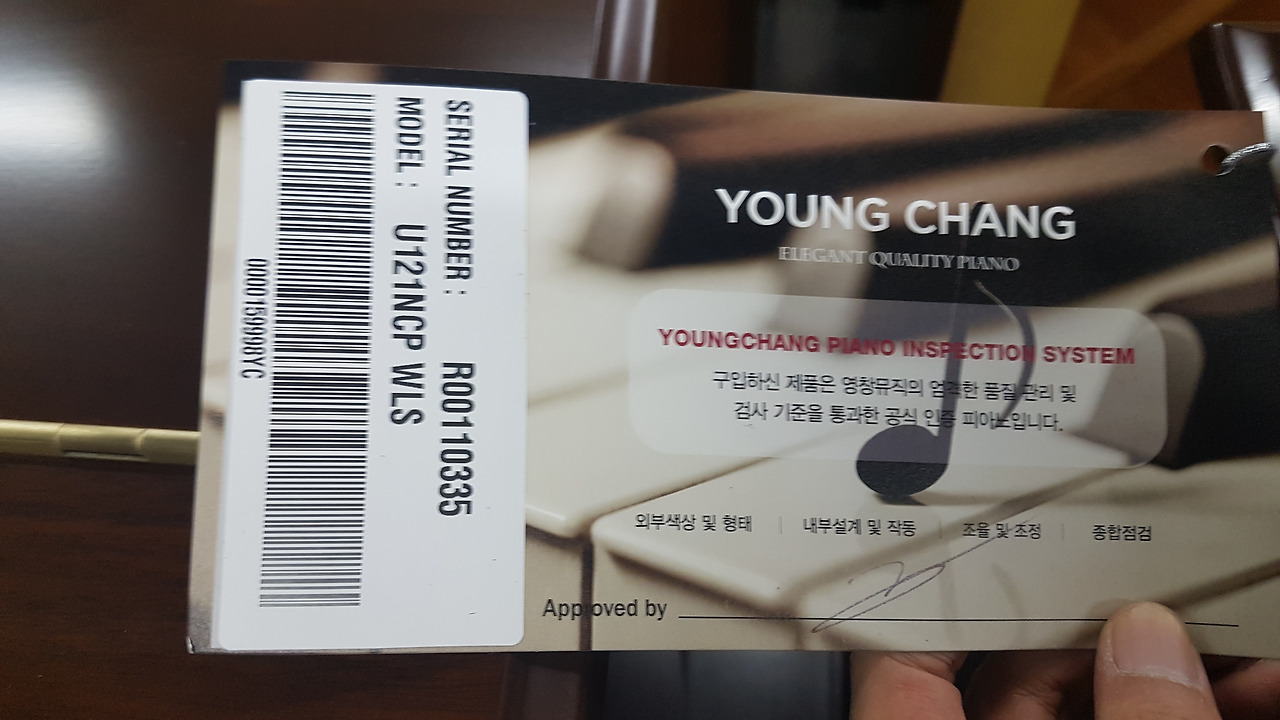 SERIAL NUMBER : R00110335
MODEL : U121NCP WLS
000015998YC
YOUNG CHANG
ELEGANT QUALITY PIANO
YOUNGCHANG PIANO INSPECTION SYSTEM
구입하신 제품은 영창뮤직의 엄격한 품질 관리 및
검사 기준을 통과한 공식 인증 피아노입니다.
외부색상 및 형태 | 내부설계 및 작동 | 조율 및 조정 | 종합점검
Approved by